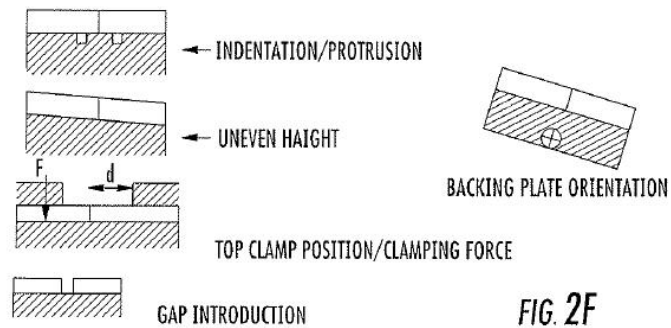 INDENTATION/PROTRUSION
UNEVEN HAIGHT
F
d
BACKING PLATE ORIENTATION
TOP CLAMP POSITION/CLAMPING FORCE
GAP INTRODUCTION
FIG. 2F